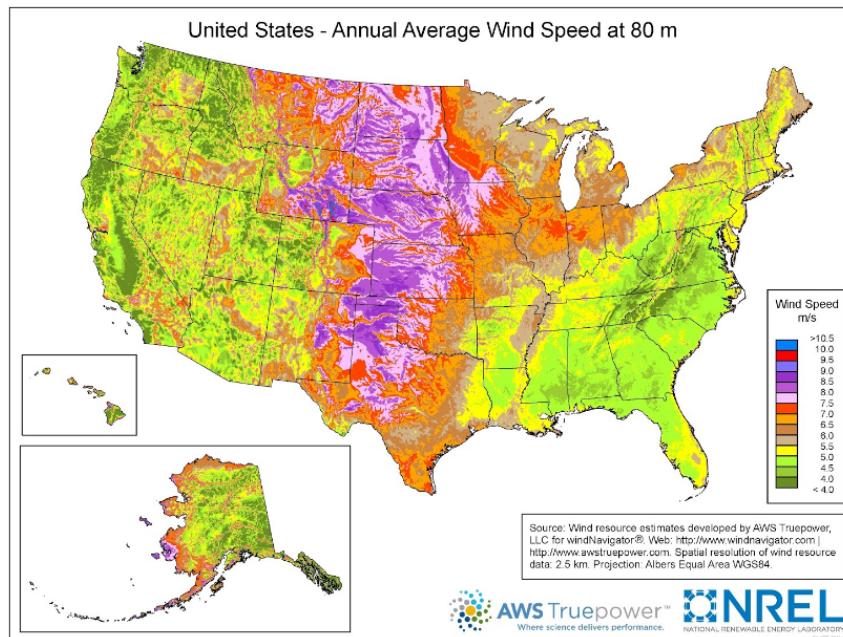 United States - Annual Average Wind Speed at 80 m
Wind Speed
m/s
>10.5
10.0
9.5
9.0
8.5
8.0
7.5
7.0
6.5
6.0
5.5
5.0
4.5
4.0
< 4.0
Source: Wind resource estimates developed by AWS Truepower,
LLC for windNavigator®. Web: http://www.windnavigator.com |
http://www.awstruepower.com. Spatial resolution of wind resource
data: 2.5 km. Projection: Albers Equal Area WGS84.
AWS Truepower™
Where science delivers performance.
NREL
NATIONAL RENEWABLE ENERGY LABORATORY